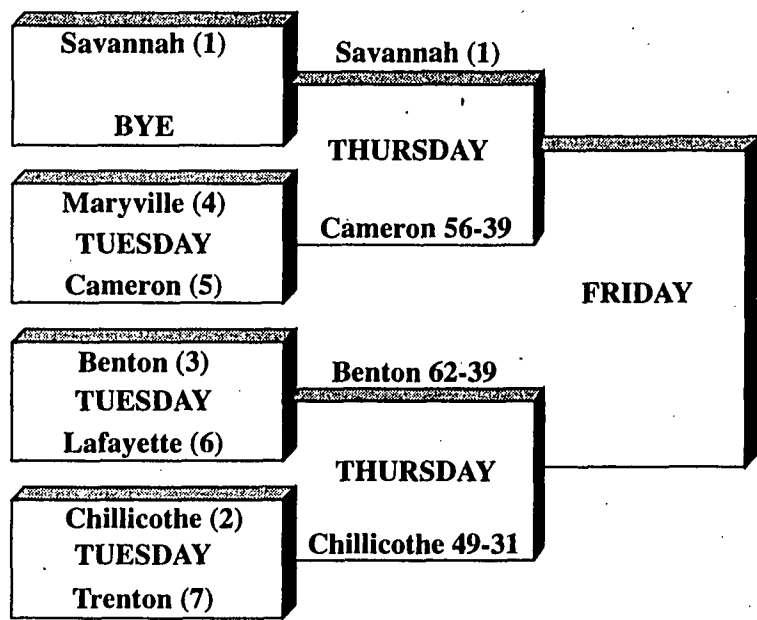 Savannah (1)
BYE
Maryville (4)
TUESDAY
Cameron (5)
Benton (3)
TUESDAY
Lafayette (6)
Chillicothe (2)
TUESDAY
Trenton (7)
Savannah (1)
THURSDAY
Cameron 56-39
Benton 62-39
THURSDAY
Chillicothe 49-31
FRIDAY